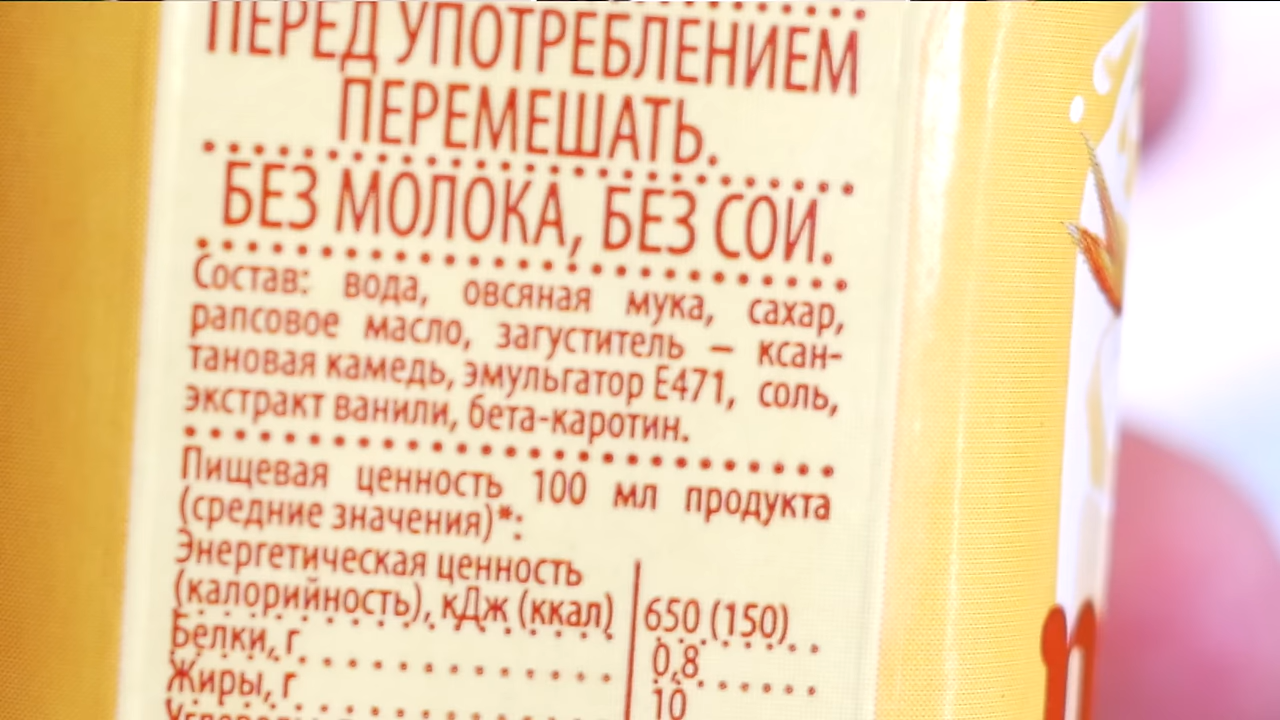 ПЕРЕД УПОТРЕБЛЕНИЕМ
ПЕРЕМЕШАТЬ.
БЕЗ МОЛОКА, БЕЗ СОИ.
Состав: вода, овсяная мука, сахар,
рапсовое масло, загуститель – ксан-
тановая камедь, эмульгатор Е471, соль,
экстракт ванили, бета-каротин.
Пищевая ценность 100 мл продукта
(средние значения)*:
Энергетическая ценность
(калорийность), кДж (ккал) 650 (150)
Белки, г 0,8
Жиры, г 10